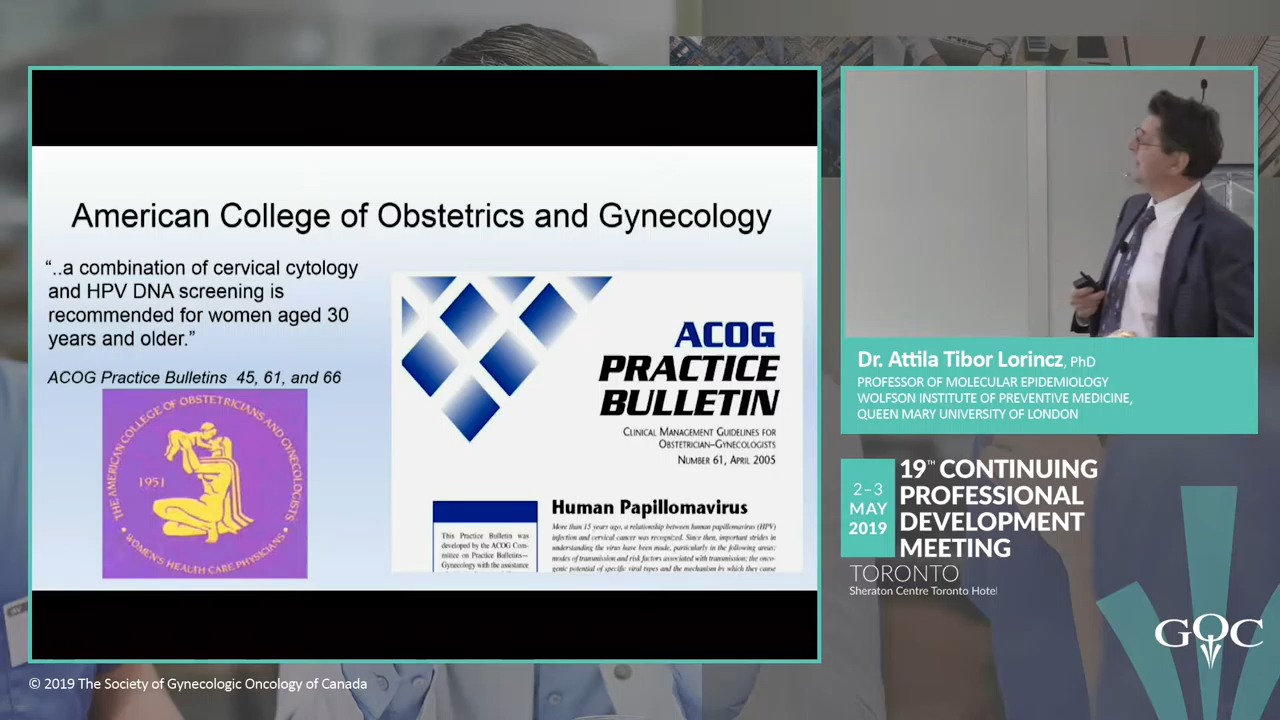 American College of Obstetrics and Gynecology
“..a combination of cervical cytology
and HPV DNA screening is
recommended for women aged 30
years and older.”
ACOG Practice Bulletins 45, 61, and 66
THE AMERICAN COLLEGE OF OBSTETRICIANS AND GYNECOLOGISTS
1951
WOMEN'S HEALTH CARE PHYSICIANS
ACOG
PRACTICE
BULLETIN
CLINICAL MANAGEMENT GUIDELINES FOR
OBSTETRICIAN–GYNECOLOGISTS
NUMBER 61, APRIL 2005
This Practice Bulletin was
developed by the ACOG Com-
mittee on Practice Bulletins—
Gynecology with the assistance
Human Papillomavirus
More than 15 years ago, a relationship between human papillomavirus (HPV)
infection and cervical cancer was recognized. Since then, important strides in
understanding the virus have been made, particularly in the following areas:
modes of transmission and risk factors associated with transmission; the onco-
genic potential of specific viral types and the mechanism by which they cause
Dr. Attila Tibor Lorincz, PhD
PROFESSOR OF MOLECULAR EPIDEMIOLOGY
WOLFSON INSTITUTE OF PREVENTIVE MEDICINE,
QUEEN MARY UNIVERSITY OF LONDON
2–3
MAY
2019
19TH CONTINUING
PROFESSIONAL
DEVELOPMENT
MEETING
TORONTO
Sheraton Centre Toronto Hotel
GOC
© 2019 The Society of Gynecologic Oncology of Canada